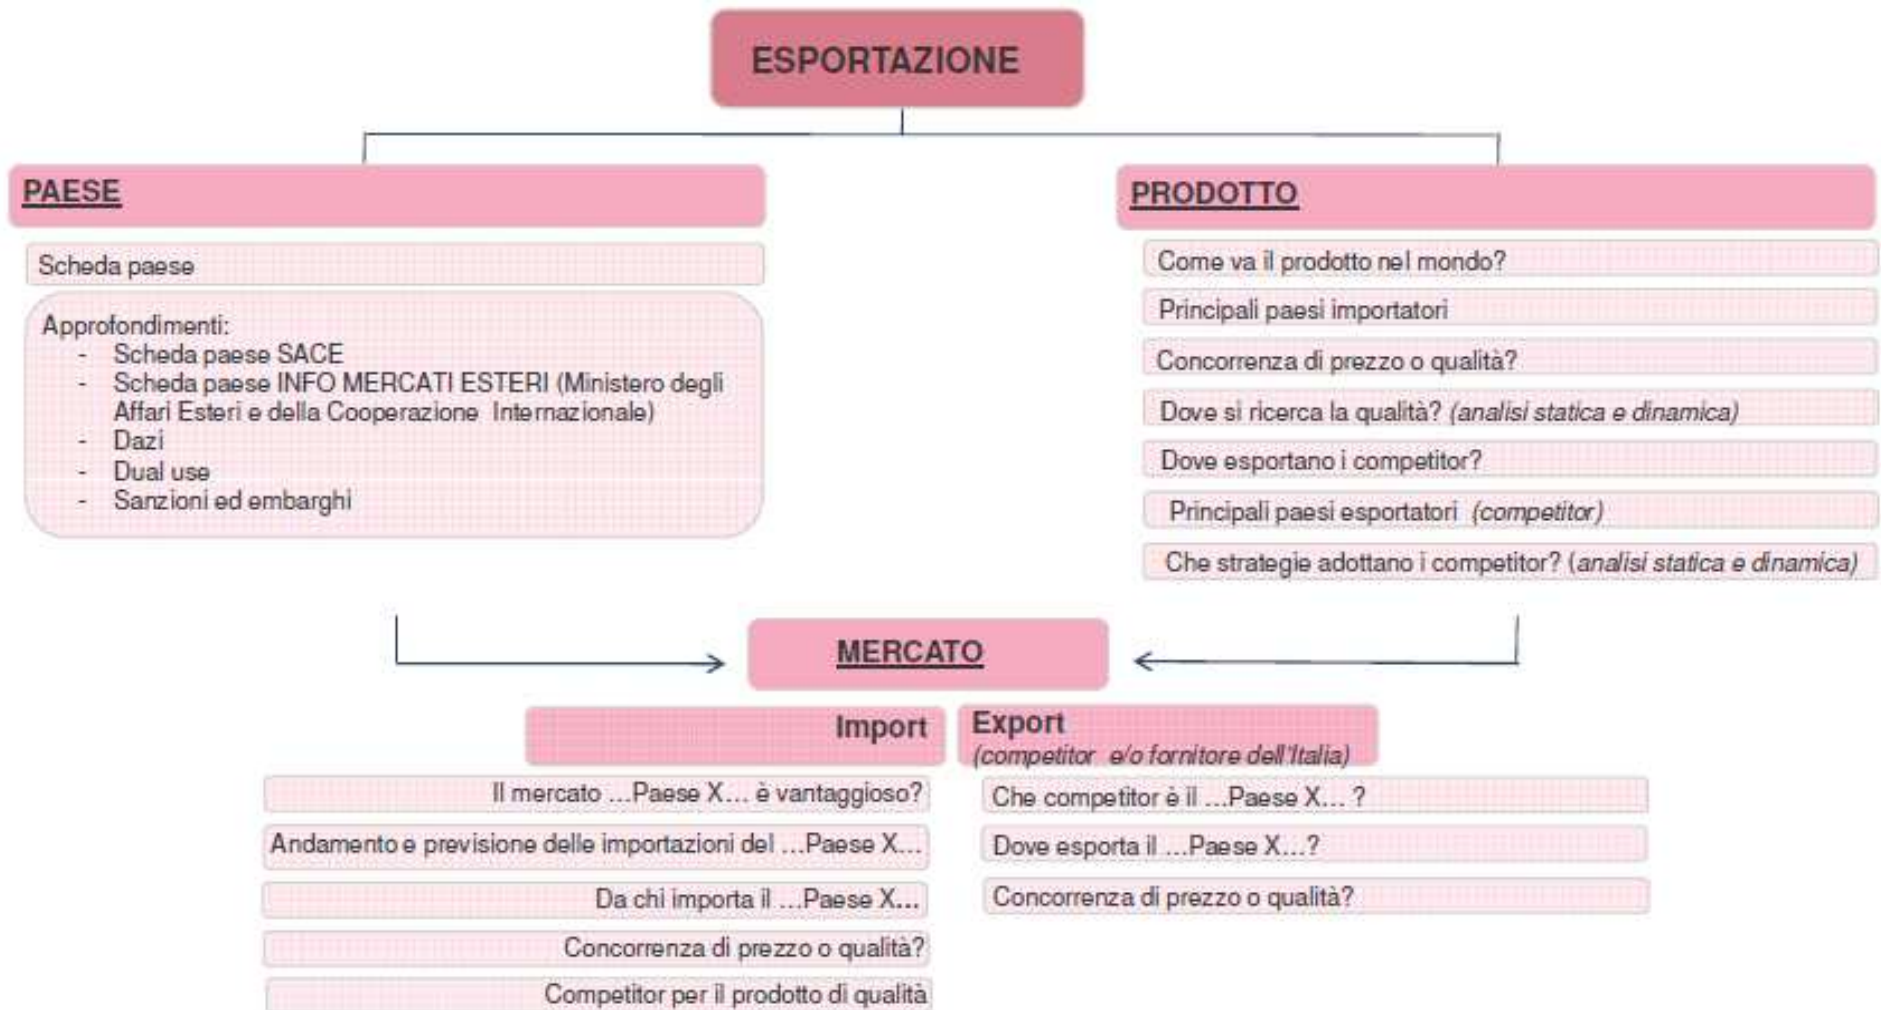 ESPORTAZIONE
PAESE
Scheda paese
Approfondimenti:
- Scheda paese SACE
- Scheda paese INFO MERCATI ESTERI (Ministero degli
Affari Esteri e della Cooperazione Internazionale)
- Dazi
- Dual use
- Sanzioni ed embarghi
PRODOTTO
Come va il prodotto nel mondo?
Principali paesi importatori
Concorrenza di prezzo o qualità?
Dove si ricerca la qualità? (analisi statica e dinamica)
Dove esportano i competitor?
Principali paesi esportatori (competitor)
Che strategie adottano i competitor? (analisi statica e dinamica)
MERCATO
Import
Il mercato ...Paese X... è vantaggioso?
Andamento e previsione delle importazioni del ...Paese X...
Da chi importa il ...Paese X...
Concorrenza di prezzo o qualità?
Competitor per il prodotto di qualità
Export
(competitor e/o fornitore dell'Italia)
Che competitor è il ...Paese X... ?
Dove esporta il ...Paese X...?
Concorrenza di prezzo o qualità?